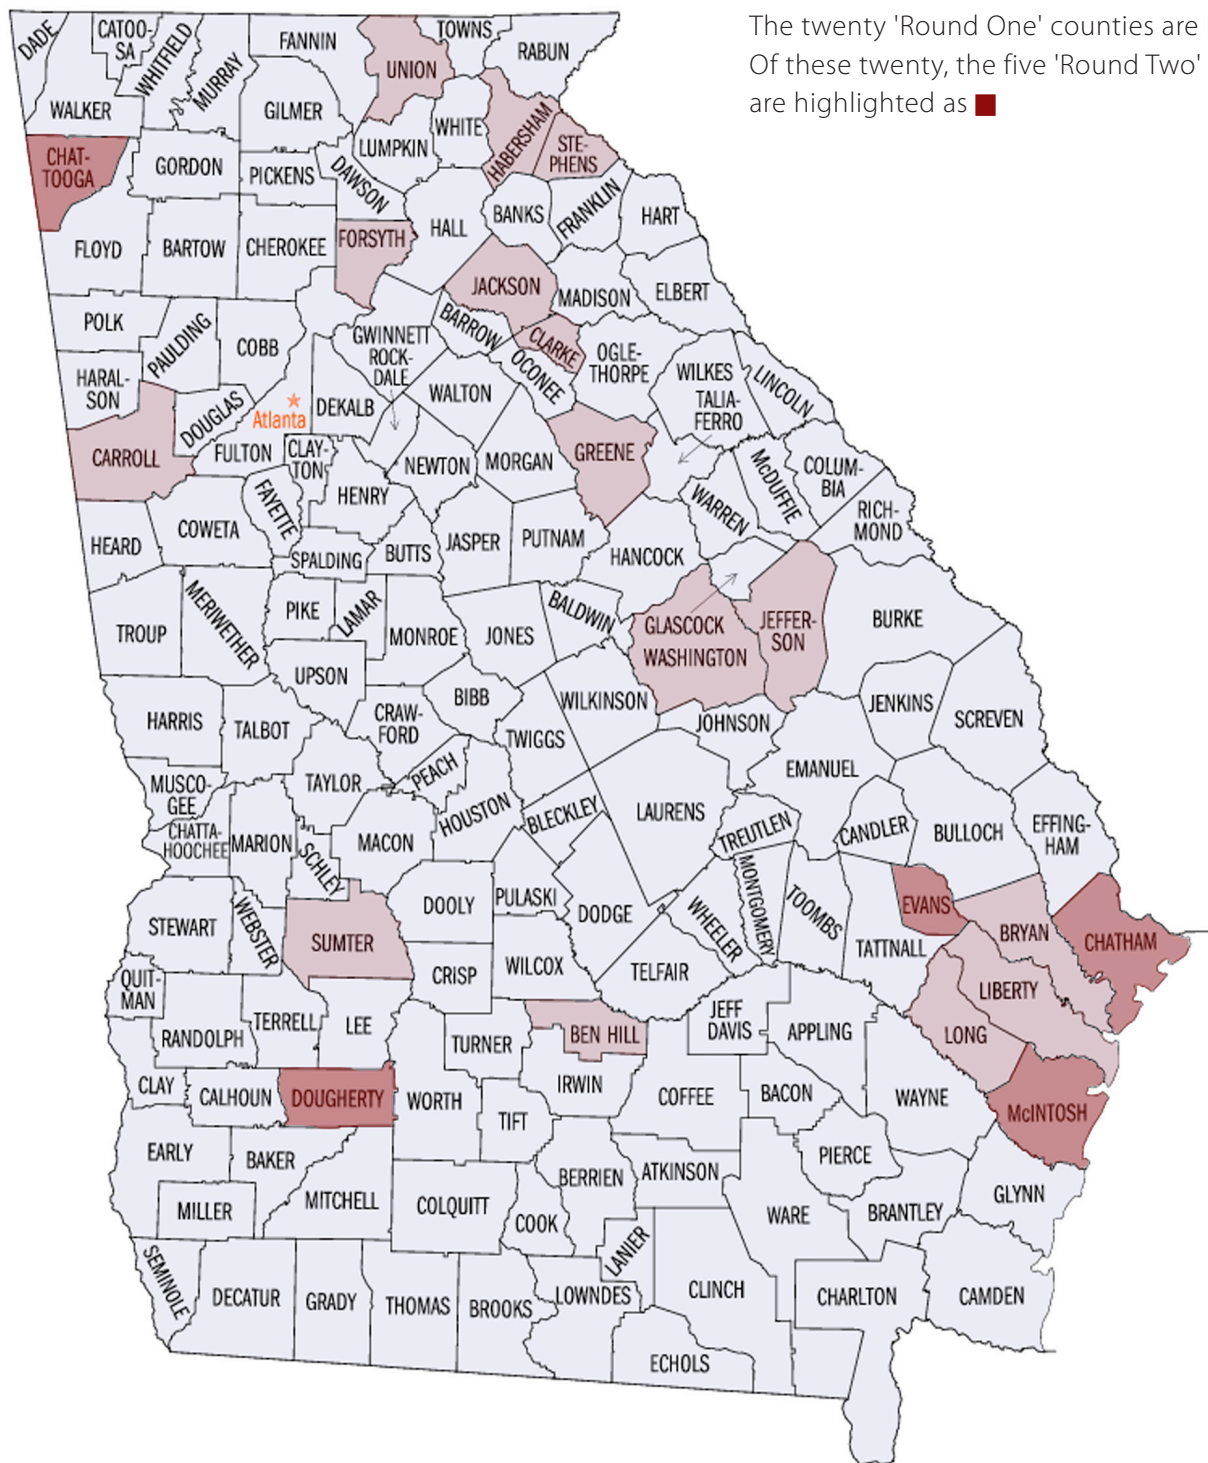 The twenty 'Round One' counties are
Of these twenty, the five 'Round Two'
are highlighted as
DADE
CATOO-
SA
WHITFIELD
MURRAY
FANNIN
UNION
TOWNS
RABUN
WALKER
GILMER
LUMPKIN
WHITE
HABERSHAM
STE-
PHENS
CHAT-
TOOGA
GORDON
PICKENS
DAWSON
HALL
BANKS
FRANKLIN
HART
FLOYD
BARTOW
CHEROKEE
FORSYTH
JACKSON
MADISON
ELBERT
POLK
PAULDING
COBB
GWINNETT
ROCK-
DALE
BARROW
CLARKE
OCONEE
OGLE-
THORPE
WILKES
TALIA-
FERRO
LINCOLN
HARAL-
SON
DOUGLAS
Atlanta
DEKALB
WALTON
CARROLL
FULTON
CLAY-
TON
HENRY
NEWTON
MORGAN
GREENE
WARREN
McDUFFIE
COLUM-
BIA
RICH-
MOND
FAYETTE
HEARD
COWETA
SPALDING
BUTTS
JASPER
PUTNAM
HANCOCK
TROUP
MERIWETHER
PIKE
LAMAR
MONROE
JONES
BALDWIN
GLASCOCK
WASHINGTON
JEFFER-
SON
BURKE
UPSON
BIBB
WILKINSON
JENKINS
SCREVEN
HARRIS
TALBOT
CRAW-
FORD
TWIGGS
JOHNSON
EMANUEL
MUSCO-
GEE
TAYLOR
PEACH
HOUSTON
BLECKLEY
LAURENS
TREUTLEN
CANDLER
BULLOCH
EFFING-
HAM
CHATTA-
HOOCHEE
MARION
SCHLEY
MACON
STEWART
WEBSTER
SUMTER
DOOLY
PULASKI
DODGE
WHEELER
MONTGOMERY
TOOMBS
TATTNALL
EVANS
BRYAN
CHATHAM
QUIT-
MAN
CRISP
WILCOX
TELFAIR
LIBERTY
RANDOLPH
TERRELL
LEE
TURNER
BEN HILL
JEFF
DAVIS
APPLING
LONG
CLAY
CALHOUN
DOUGHERTY
WORTH
TIFT
IRWIN
COFFEE
BACON
WAYNE
McINTOSH
EARLY
BAKER
MITCHELL
MILLER
COLQUITT
COOK
BERRIEN
ATKINSON
PIERCE
WARE
BRANTLEY
GLYNN
SEMINOLE
DECATUR
GRADY
THOMAS
BROOKS
LOWNDES
LANIER
CLINCH
ECHOLS
CHARLTON
CAMDEN